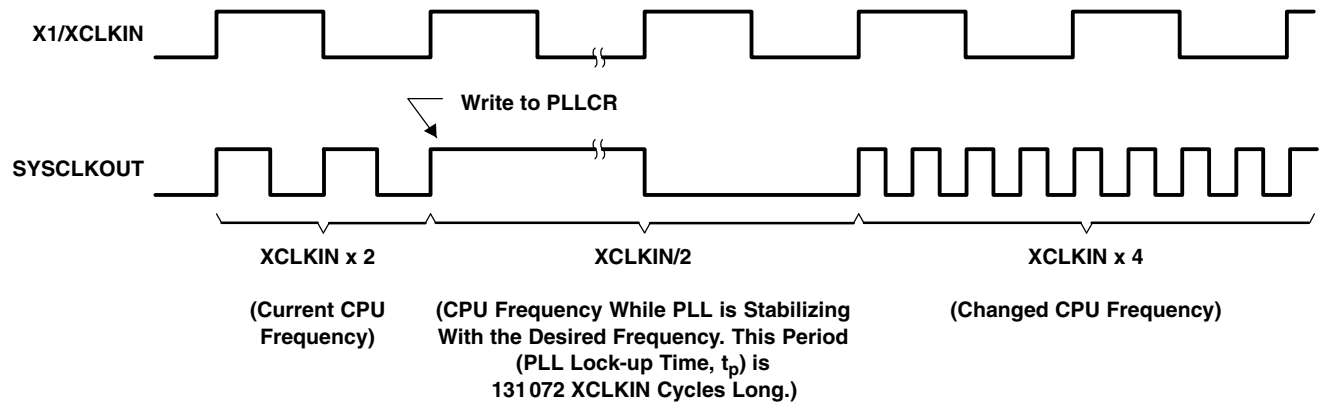 X1/XCLKIN
Write to PLLCR
SYSCLKOUT
XCLKIN x 2
(Current CPU
Frequency)
XCLKIN/2
(CPU Frequency While PLL is Stabilizing
With the Desired Frequency. This Period
(PLL Lock-up Time, tp) is
131072 XCLKIN Cycles Long.)
XCLKIN x 4
(Changed CPU Frequency)